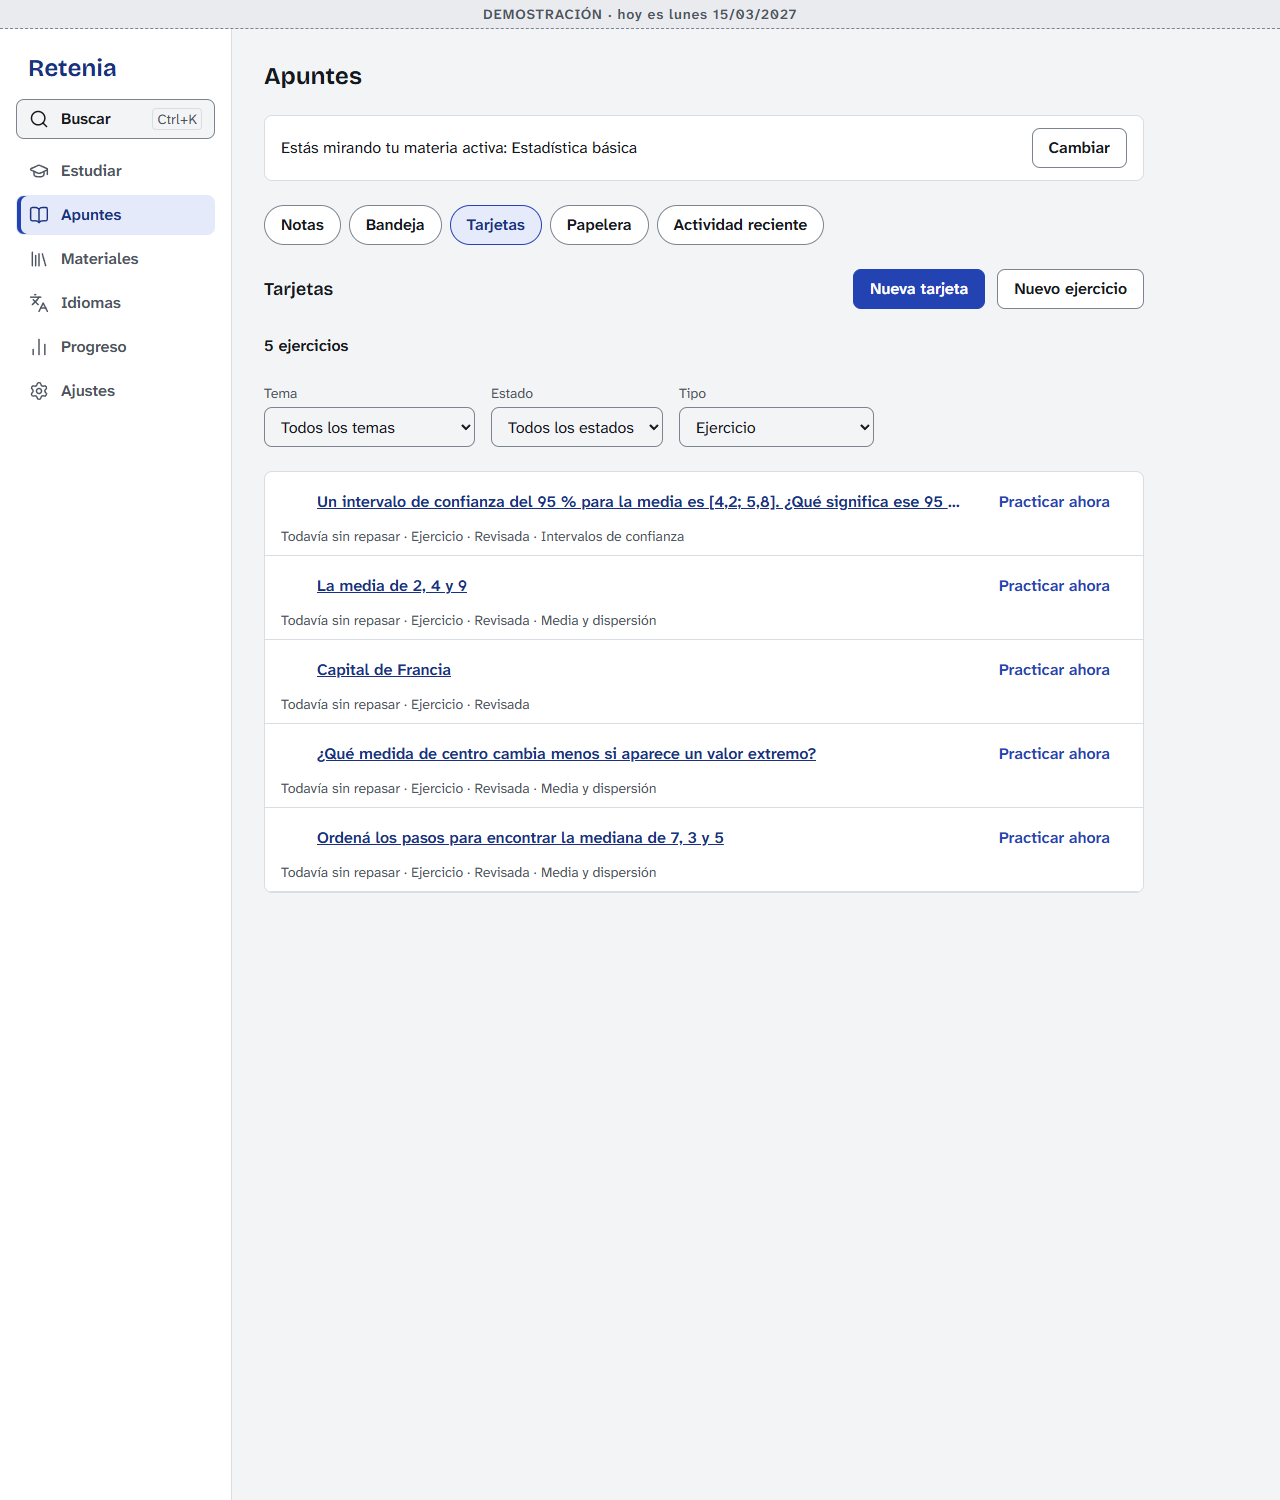 DEMOSTRACIÓN · hoy es lunes 15/03/2027
Retenia
Buscar
Ctrl+K
Estudiar
Apuntes
Materiales
Idiomas
Progreso
Ajustes
Apuntes
Estás mirando tu materia activa: Estadística básica
Cambiar
Notas
Bandeja
Tarjetas
Papelera
Actividad reciente
Tarjetas
Nueva tarjeta
Nuevo ejercicio
5 ejercicios
Tema
Estado
Tipo
Todos los temas
Todos los estados
Ejercicio
Un intervalo de confianza del 95 % para la media es [4,2; 5,8]. ¿Qué significa ese 95 ...
Practicar ahora
Todavía sin repasar · Ejercicio · Revisada · Intervalos de confianza
La media de 2, 4 y 9
Practicar ahora
Todavía sin repasar · Ejercicio · Revisada · Media y dispersión
Capital de Francia
Practicar ahora
Todavía sin repasar · Ejercicio · Revisada
¿Qué medida de centro cambia menos si aparece un valor extremo?
Practicar ahora
Todavía sin repasar · Ejercicio · Revisada · Media y dispersión
Ordená los pasos para encontrar la mediana de 7, 3 y 5
Practicar ahora
Todavía sin repasar · Ejercicio · Revisada · Media y dispersión